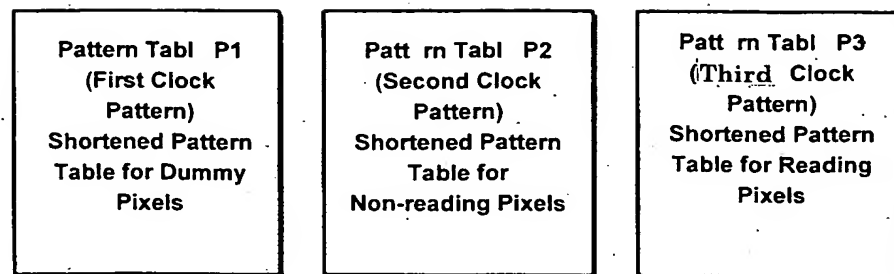 Pattern Tabl P1
(First Clock
Pattern)
Shortened Pattern
Table for Dummy
Pixels
Patt rn Tabl P2
(Second Clock
Pattern)
Shortened Pattern
Table for
Non-reading Pixels
Patt rn Tabl P3
(Third Clock
Pattern)
Shortened Pattern
Table for Reading
Pixels